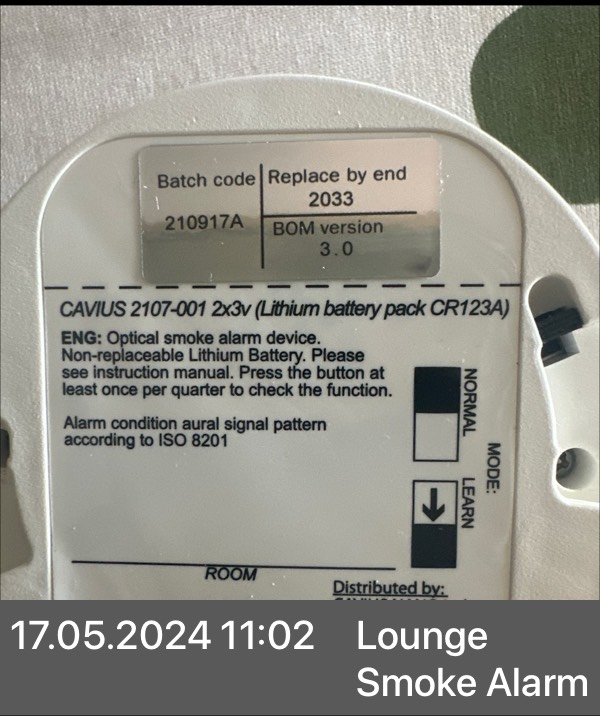 Batch code
210917A
Replace by end
2033
BOM version
3.0
CAVIUS 2107-001 2x3v (Lithium battery pack CR123A)
ENG: Optical smoke alarm device.
Non-replaceable Lithium Battery. Please
see instruction manual. Press the button at
least once per quarter to check the function.
Alarm condition aural signal pattern
according to ISO 8201
NORMAL
MODE:
LEARN
ROOM
Distributed by:
17.05.2024 11:02
Lounge
Smoke Alarm